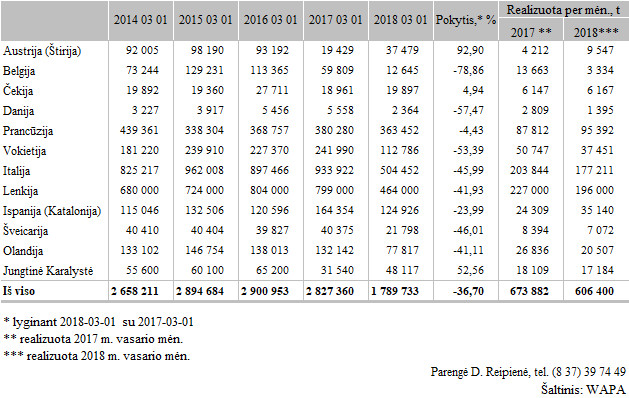 2014 03 01 2015 03 01 2016 03 01 2017 03 01 2018 03 01 Pokytis,* % Realizuota per mėn., t
2017 ** 2018***
Austrija (Štirija) 92 005 98 190 93 192 19 429 37 479 92,90 4 212 9 547
Belgija 73 244 129 231 113 365 59 809 12 645 -78,86 13 663 3 334
Čekija 19 892 19 360 27 711 18 961 19 897 4,94 6 147 6 167
Danija 3 227 3 917 5 456 5 558 2 364 -57,47 2 809 1 395
Prancūzija 439 361 338 304 368 757 380 280 363 452 -4,43 87 812 95 392
Vokietija 181 220 239 910 227 370 241 990 112 786 -53,39 50 747 37 451
Italija 825 217 962 008 897 466 933 922 504 452 -45,99 203 844 177 211
Lenkija 680 000 724 000 804 000 799 000 464 000 -41,93 227 000 196 000
Ispanija (Katalonija) 115 046 132 506 120 596 164 354 124 926 -23,99 24 309 35 140
Šveicarija 40 410 40 404 39 827 40 375 21 798 -46,01 8 394 7 072
Olandija 133 102 146 754 138 013 132 142 77 817 -41,11 26 836 20 507
Jungtinė Karalystė 55 600 60 100 65 200 31 540 48 117 52,56 18 109 17 184
Iš viso 2 658 211 2 894 684 2 900 953 2 827 360 1 789 733 -36,70 673 882 606 400
* lyginant 2018-03-01 su 2017-03-01
** realizuota 2017 m. vasario mėn.
*** realizuota 2018 m. vasario mėn.
Parengė D. Reipienė, tel. (8 37) 39 74 49
Šaltinis: WAPA